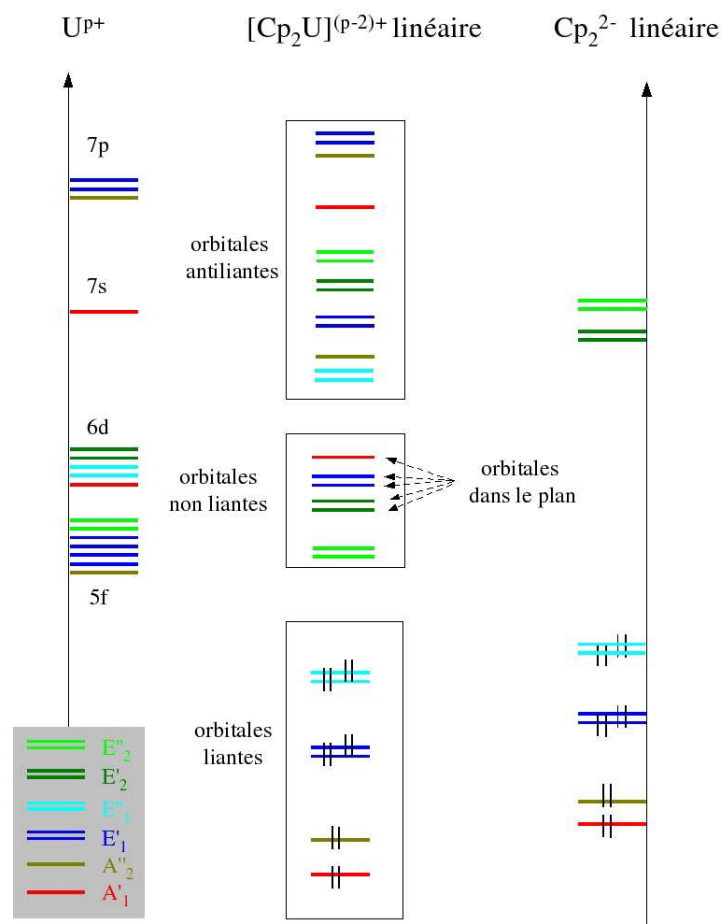 U^p+
[Cp₂U]^(p-2)+ linéaire
Cp₂^2- linéaire
7p
orbitales
antiliantes
7s
6d
orbitales
non liantes
orbitales
dans le plan
5f
orbitales
liantes
E''₂
E'₂
E''₁
E'₁
A''₂
A'₁